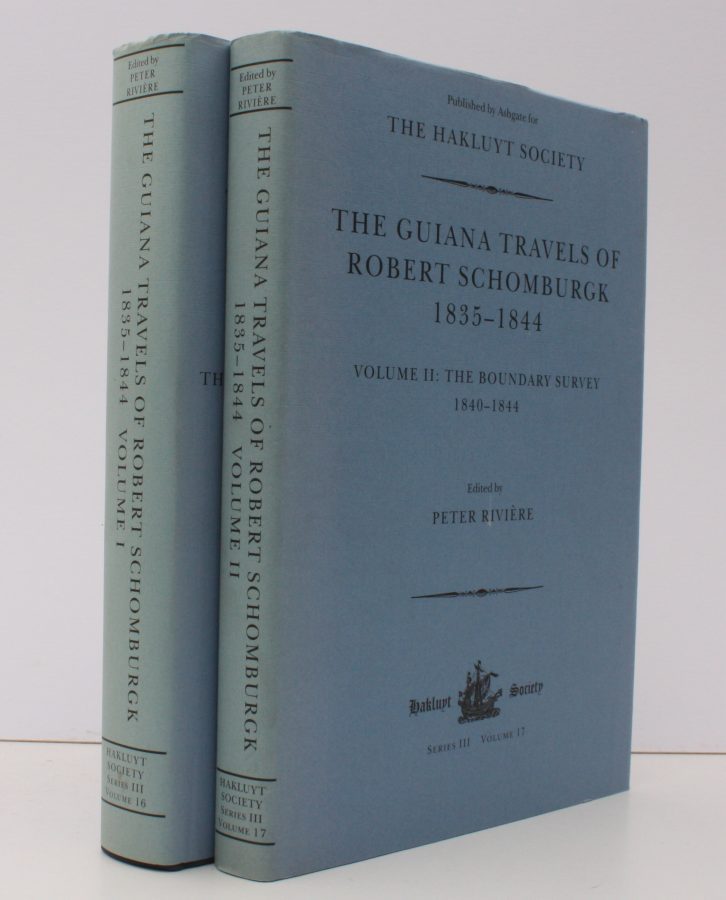 Edited by
PETER
RIVIÈRE
THE GUIANA TRAVELS OF ROBERT SCHOMBURGK
1835–1844 VOLUME I
HAKLUYT
SOCIETY
SERIES III
VOLUME 16
TH
Edited by
PETER
RIVIÈRE
THE GUIANA TRAVELS OF ROBERT SCHOMBURGK
1835–1844 VOLUME II
HAKLUYT
SOCIETY
SERIES III
VOLUME 17
Published by Ashgate for
THE HAKLUYT SOCIETY
THE GUIANA TRAVELS OF
ROBERT SCHOMBURGK
1835–1844
VOLUME II: THE BOUNDARY SURVEY
1840–1844
Edited by
PETER RIVIÈRE
Hakluyt Society
SERIES III VOLUME 17